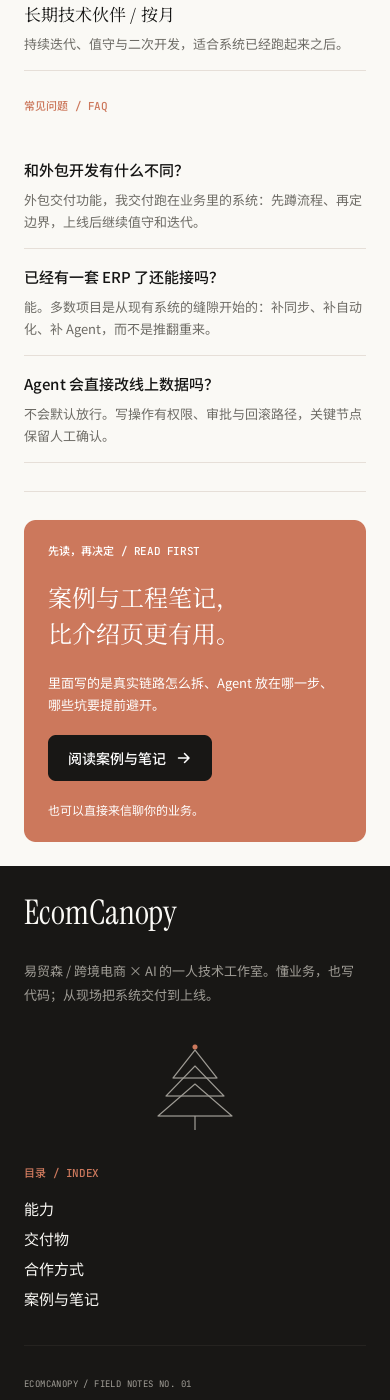 长期技术伙伴 / 按月
持续迭代、值守与二次开发，适合系统已经跑起来之后。
常见问题 / FAQ
和外包开发有什么不同？
外包交付功能，我交付跑在业务里的系统：先蹲流程、再定
边界，上线后继续值守和迭代。
已经有一套 ERP 了还能接吗？
能。多数项目是从现有系统的缝隙开始的：补同步、补自动
化、补 Agent，而不是推翻重来。
Agent 会直接改线上数据吗？
不会默认放行。写操作有权限、审批与回滚路径，关键节点
保留人工确认。
先读，再决定 / READ FIRST
案例与工程笔记，
比介绍页更有用。
里面写的是真实链路怎么拆、Agent 放在哪一步、
哪些坑要提前避开。
阅读案例与笔记 →
也可以直接来信聊你的业务。
EcomCanopy
易贸森 / 跨境电商 × AI 的一人技术工作室。懂业务，也写
代码；从现场把系统交付到上线。
目录 / INDEX
能力
交付物
合作方式
案例与笔记
ECOMCANOPY / FIELD NOTES NO. 01